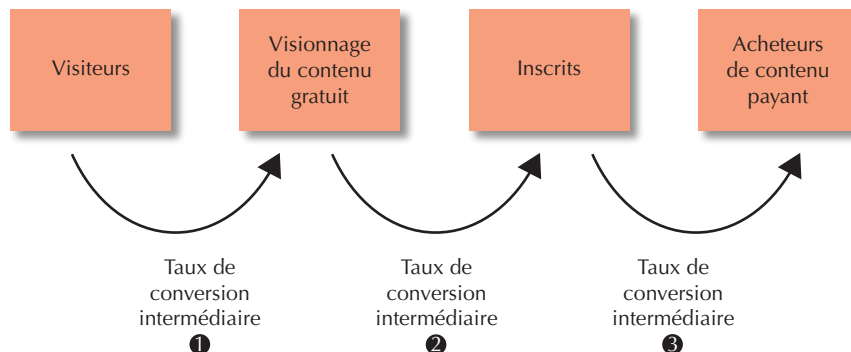 Visiteurs
Visionnage
du contenu
gratuit
Inscrits
Acheteurs
de contenu
payant
Taux de
conversion
intermédiaire
❶
Taux de
conversion
intermédiaire
❷
Taux de
conversion
intermédiaire
❸